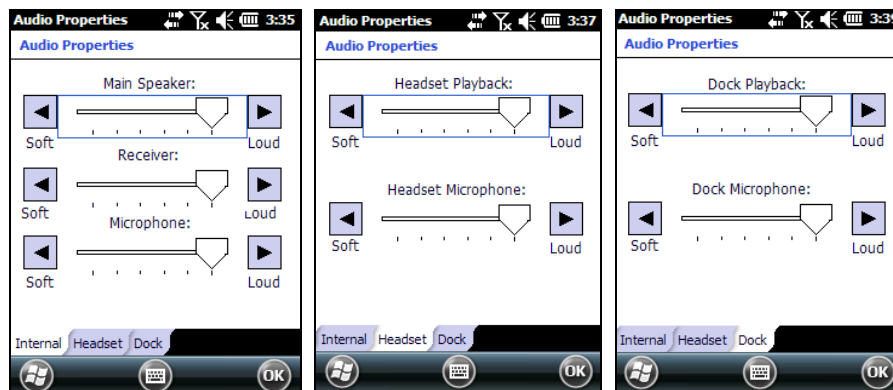 Audio Properties 3:35
Audio Properties
Main Speaker:
Soft Loud
Receiver:
Soft Loud
Microphone:
Soft Loud
Internal Headset Dock
OK
Audio Properties 3:37
Audio Properties
Headset Playback:
Soft Loud
Headset Microphone:
Soft Loud
Internal Headset Dock
OK
Audio Properties 3:39
Audio Properties
Dock Playback:
Soft Loud
Dock Microphone:
Soft Loud
Internal Headset Dock
OK